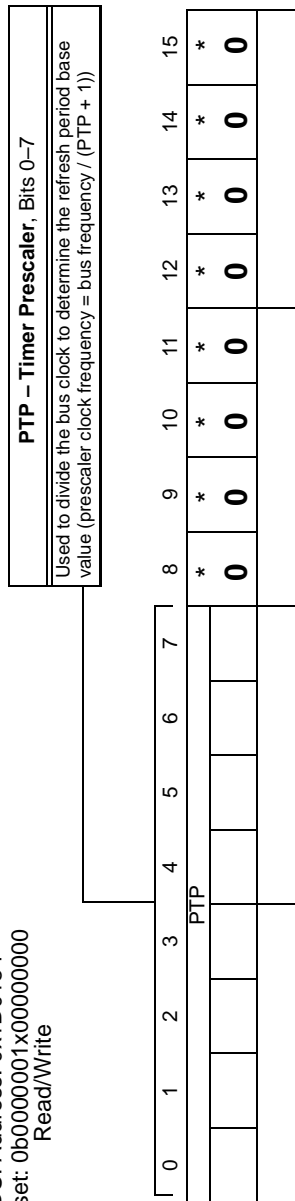 PTP – Timer Prescaler, Bits 0–7
Used to divide the bus clock to determine the refresh period base
value (prescaler clock frequency = bus frequency / (PTP + 1))
set: 0b0000001x00000000
Read/Write
0 1 2 3 4 5 6 7 8 9 10 11 12 13 14 15
PTP * * * * * * * *
0 0 0 0 0 0 0 0